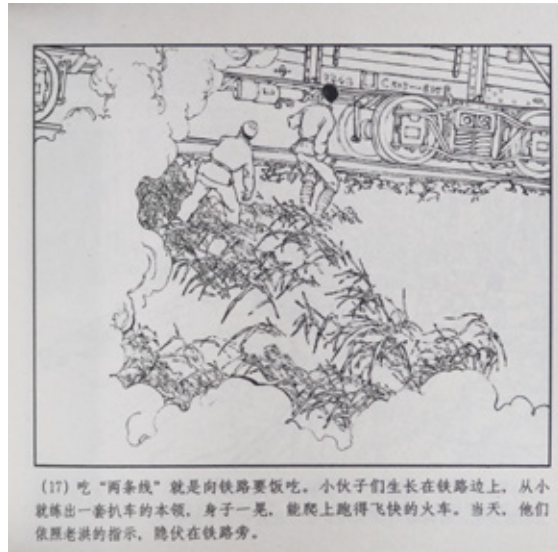 (17) 吃“两条线”就是向铁路要饭吃。小伙子们生长在铁路边上，从小
就练出一套扒车的本领，身子一晃，能爬上跑得飞快的火车。当天，他们
依照老洪的指示，隐伏在铁路旁。